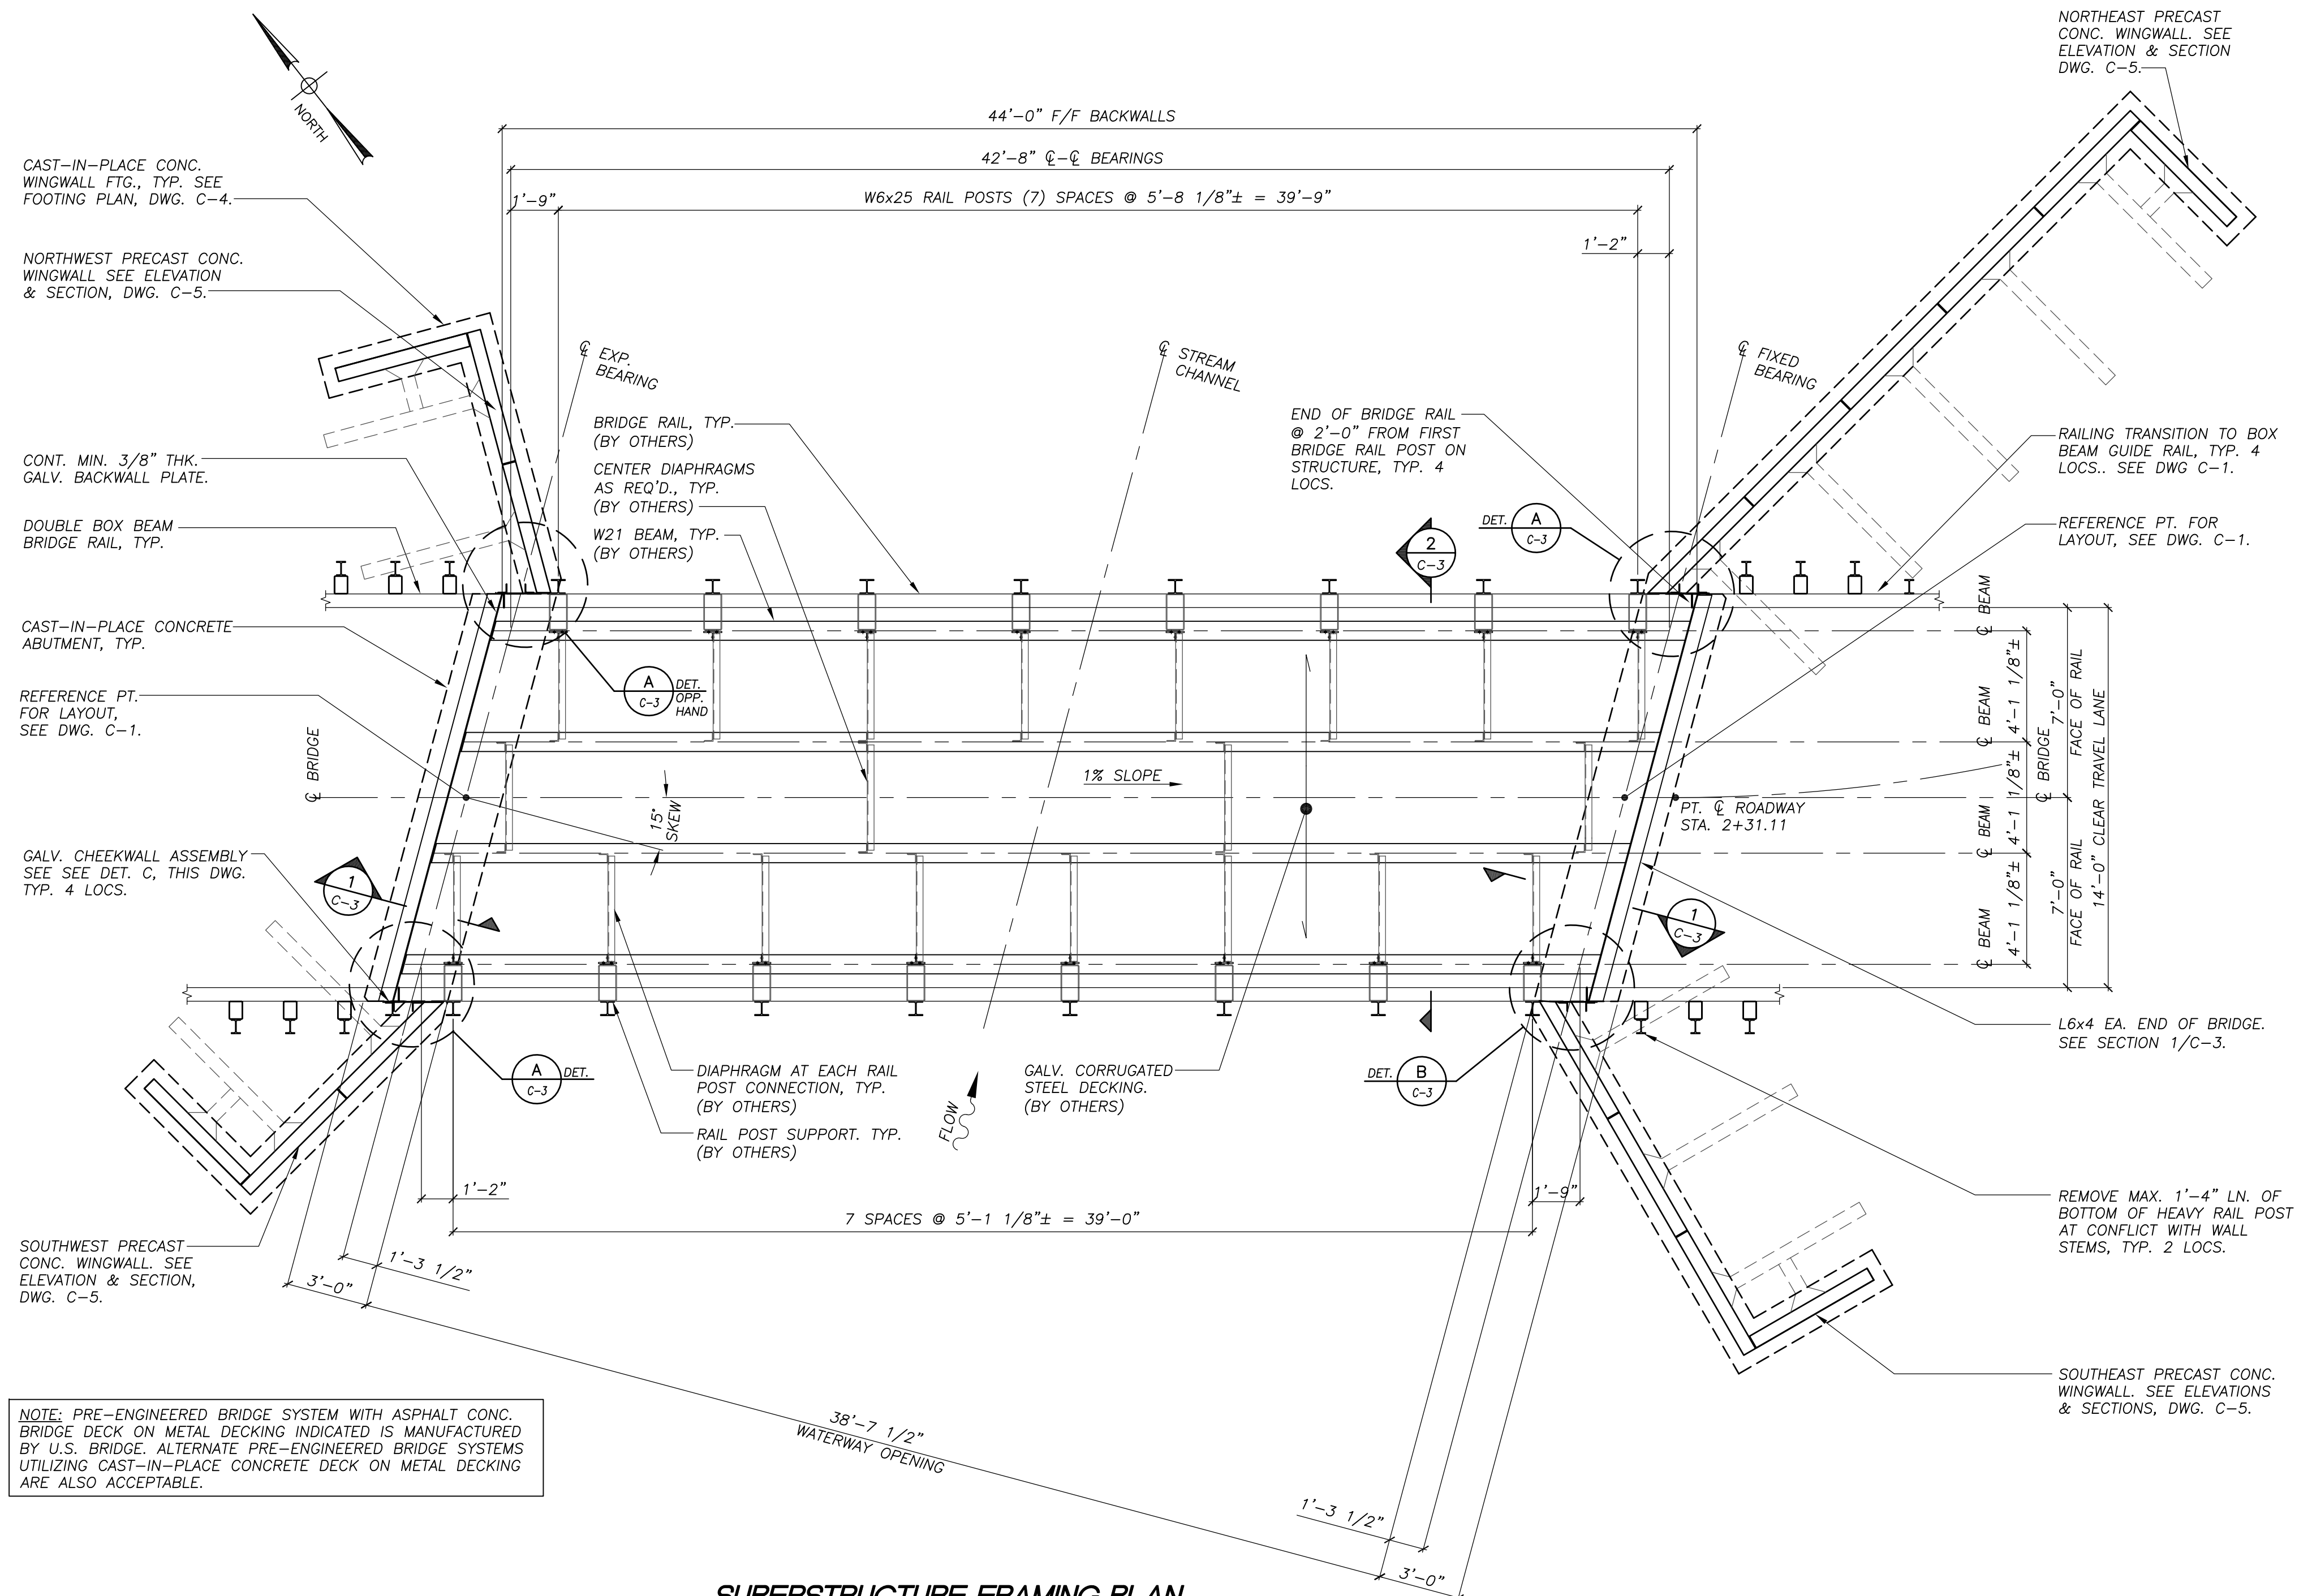 NORTH
44'-0" F/F BACKWALLS
42'-8" ℄-℄ BEARINGS
1'-9"
W6x25 RAIL POSTS (7) SPACES @ 5'-8 1/8"± = 39'-9"
1'-2"
NORTHEAST PRECAST
CONC. WINGWALL. SEE
ELEVATION & SECTION
DWG. C-5.
CAST-IN-PLACE CONC.
WINGWALL FTG., TYP. SEE
FOOTING PLAN, DWG. C-4.
NORTHWEST PRECAST CONC.
WINGWALL SEE ELEVATION
& SECTION, DWG. C-5.
CONT. MIN. 3/8" THK.
GALV. BACKWALL PLATE.
DOUBLE BOX BEAM
BRIDGE RAIL, TYP.
CAST-IN-PLACE CONCRETE
ABUTMENT, TYP.
REFERENCE PT.
FOR LAYOUT,
SEE DWG. C-1.
GALV. CHEEKWALL ASSEMBLY
SEE SEE DET. C, THIS DWG.
TYP. 4 LOCS.
℄ EXP.
BEARING
℄ STREAM
CHANNEL
℄ FIXED
BEARING
BRIDGE RAIL, TYP.
(BY OTHERS)
CENTER DIAPHRAGMS
AS REQ'D., TYP.
(BY OTHERS)
W21 BEAM, TYP.
(BY OTHERS)
END OF BRIDGE RAIL
@ 2'-0" FROM FIRST
BRIDGE RAIL POST ON
STRUCTURE, TYP. 4
LOCS.
2
C-3
DET.
A
C-3
RAILING TRANSITION TO BOX
BEAM GUIDE RAIL, TYP. 4
LOCS.. SEE DWG C-1.
REFERENCE PT. FOR
LAYOUT, SEE DWG. C-1.
A
C-3
DET.
OPP.
HAND
℄ BRIDGE
15°
SKEW
1% SLOPE
PT. ℄ ROADWAY
STA. 2+31.11
℄ BEAM
℄ BEAM
℄ BEAM
℄ BEAM
4'-1 1/8"±
4'-1 1/8"±
4'-1 1/8"±
℄ BRIDGE
7'-0"
7'-0"
FACE OF RAIL
FACE OF RAIL
14'-0" CLEAR TRAVEL LANE
1
C-3
1
C-3
L6x4 EA. END OF BRIDGE.
SEE SECTION 1/C-3.
A
C-3
DET.
DIAPHRAGM AT EACH RAIL
POST CONNECTION, TYP.
(BY OTHERS)
RAIL POST SUPPORT. TYP.
(BY OTHERS)
FLOW
GALV. CORRUGATED
STEEL DECKING.
(BY OTHERS)
DET.
B
C-3
1'-2"
1'-9"
7 SPACES @ 5'-1 1/8"± = 39'-0"
REMOVE MAX. 1'-4" LN. OF
BOTTOM OF HEAVY RAIL POST
AT CONFLICT WITH WALL
STEMS, TYP. 2 LOCS.
SOUTHWEST PRECAST
CONC. WINGWALL. SEE
ELEVATION & SECTION,
DWG. C-5.
1'-3 1/2"
3'-0"
38'-7 1/2"
WATERWAY OPENING
1'-3 1/2"
3'-0"
SOUTHEAST PRECAST CONC.
WINGWALL. SEE ELEVATIONS
& SECTIONS, DWG. C-5.
NOTE: PRE-ENGINEERED BRIDGE SYSTEM WITH ASPHALT CONC.
BRIDGE DECK ON METAL DECKING INDICATED IS MANUFACTURED
BY U.S. BRIDGE. ALTERNATE PRE-ENGINEERED BRIDGE SYSTEMS
UTILIZING CAST-IN-PLACE CONCRETE DECK ON METAL DECKING
ARE ALSO ACCEPTABLE.
SUPERSTRUCTURE FRAMING PLAN